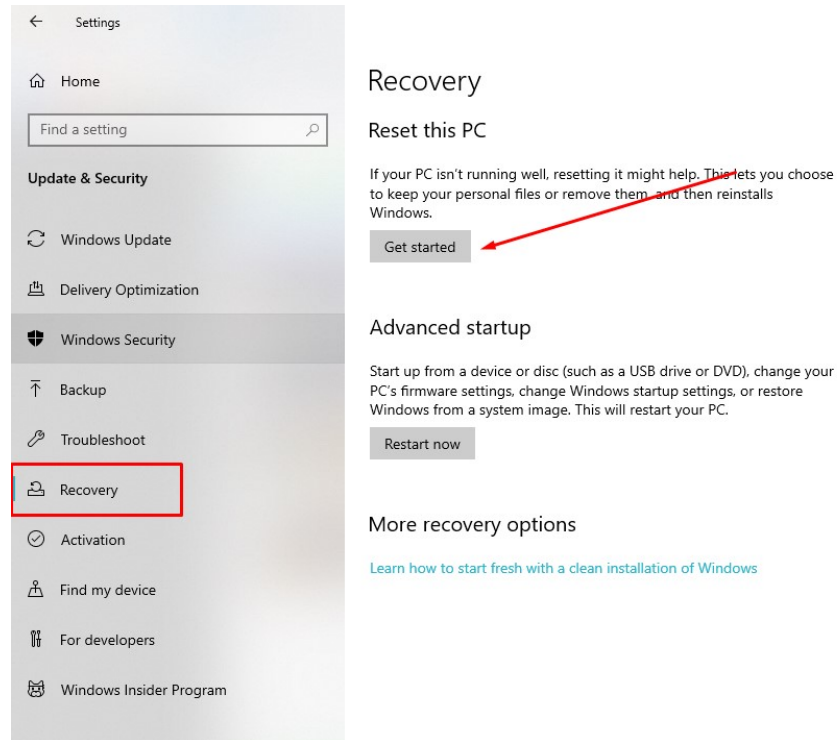 Settings
Home
Find a setting
Update & Security
Windows Update
Delivery Optimization
Windows Security
Backup
Troubleshoot
Recovery
Activation
Find my device
For developers
Windows Insider Program
Recovery
Reset this PC
If your PC isn't running well, resetting it might help. This lets you choose
to keep your personal files or remove them, and then reinstalls
Windows.
Get started
Advanced startup
Start up from a device or disc (such as a USB drive or DVD), change your
PC's firmware settings, change Windows startup settings, or restore
Windows from a system image. This will restart your PC.
Restart now
More recovery options
Learn how to start fresh with a clean installation of Windows